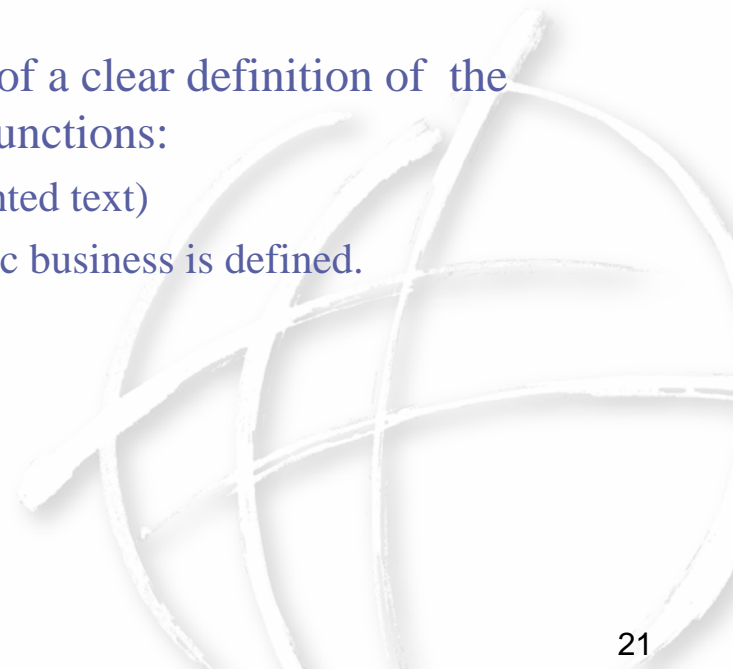 of a clear definition of the
unctions:
nted text)
c business is defined.
21